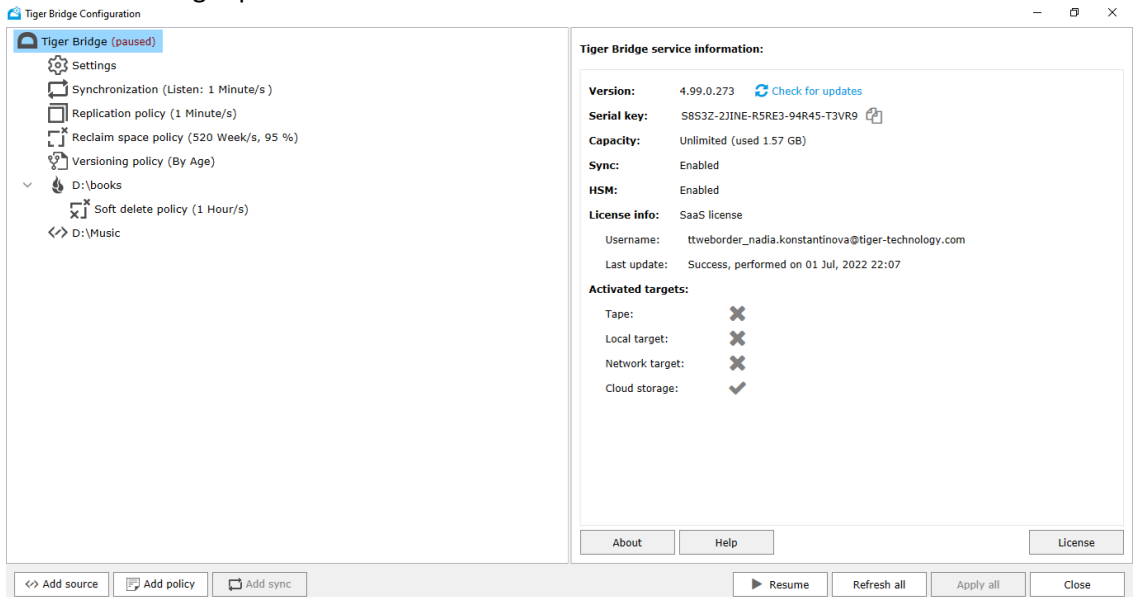 Tiger Bridge Configuration
Tiger Bridge (paused)
Settings
Synchronization (Listen: 1 Minute/s )
Replication policy (1 Minute/s)
Reclaim space policy (520 Week/s, 95 %)
Versioning policy (By Age)
D:\books
Soft delete policy (1 Hour/s)
D:\Music
Tiger Bridge service information:
Version: 4.99.0.273 Check for updates
Serial key: S8S3Z-2JINE-R5RE3-94R45-T3VR9
Capacity: Unlimited (used 1.57 GB)
Sync: Enabled
HSM: Enabled
License info: SaaS license
Username: ttweborder_nadia.konstantinova@tiger-technology.com
Last update: Success, performed on 01 Jul, 2022 22:07
Activated targets:
Tape:
Local target:
Network target:
Cloud storage:
About Help License
Add source Add policy Add sync Resume Refresh all Apply all Close